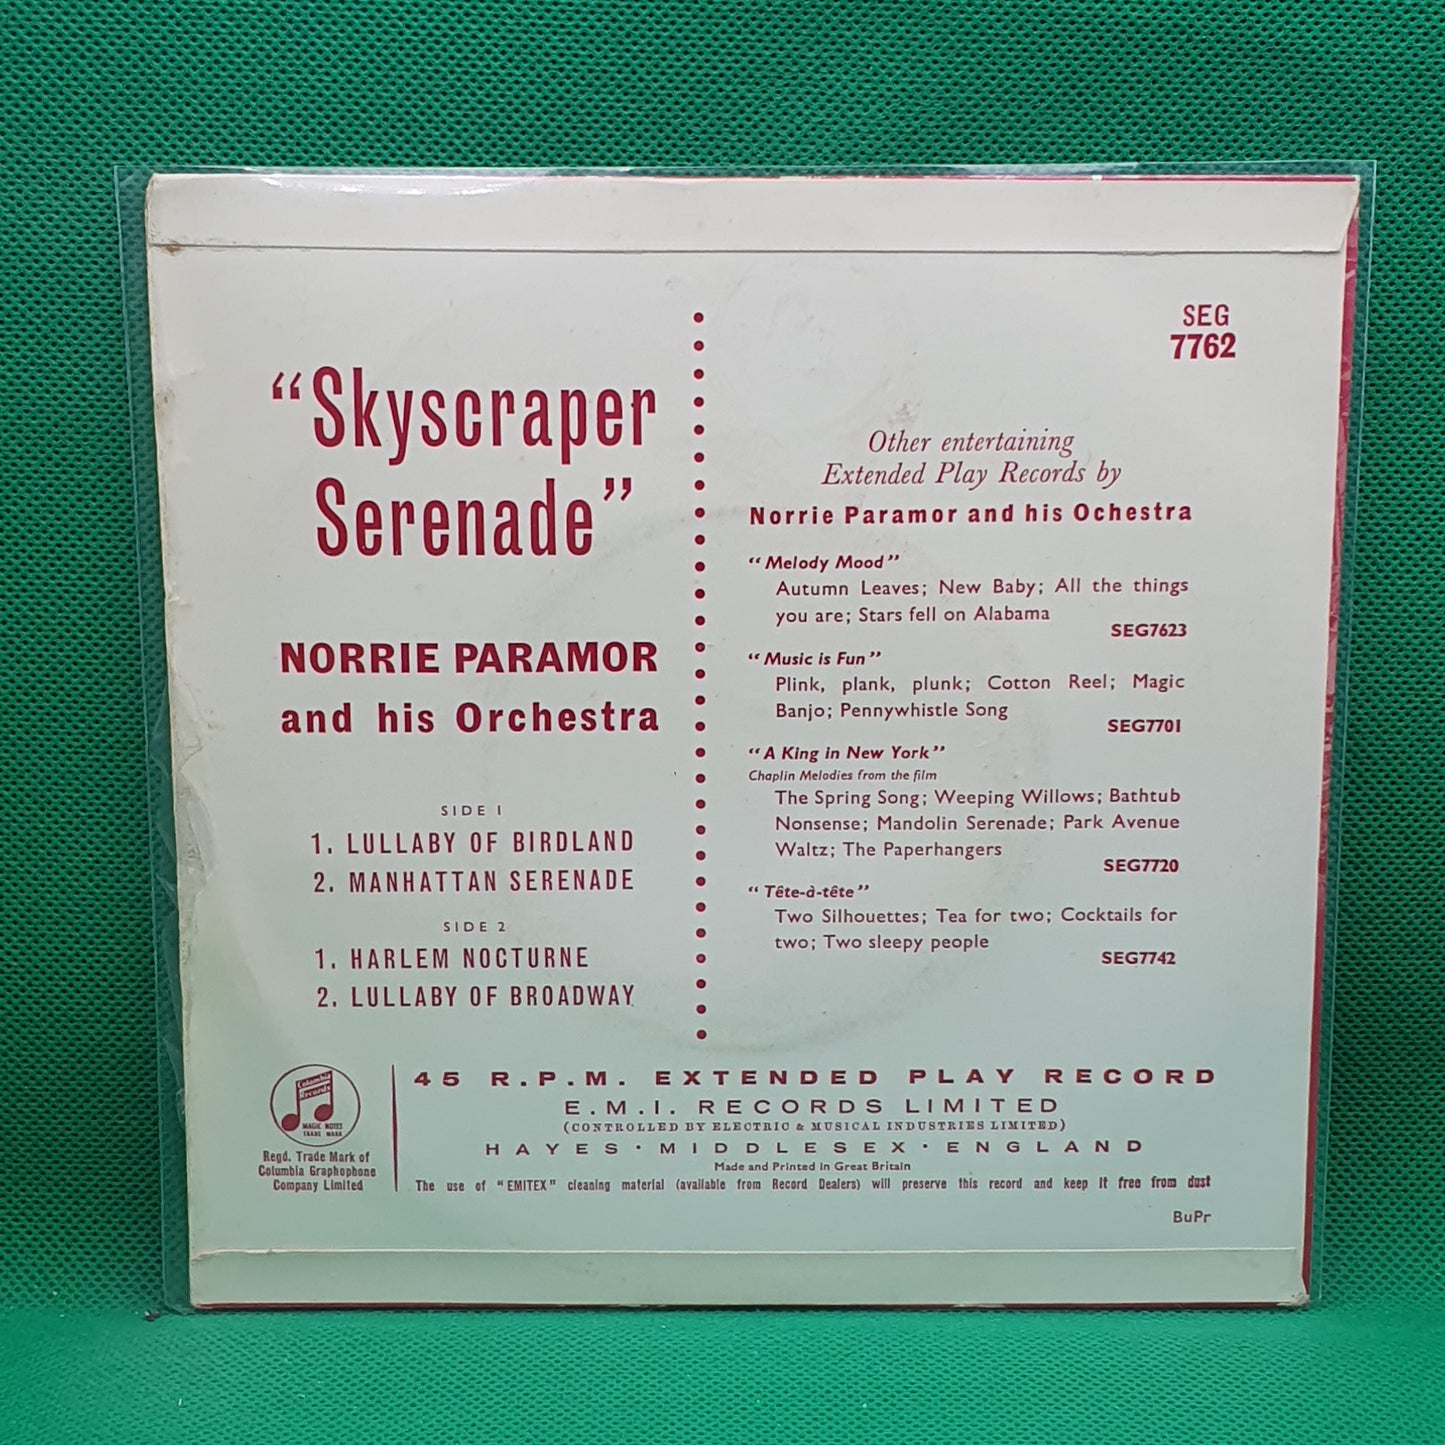 "Skyscraper
Serenade"
NORRIE PARAMOR
and his Orchestra
SIDE 1
1. LULLABY OF BIRDLAND
2. MANHATTAN SERENADE
SIDE 2
1. HARLEM NOCTURNE
2. LULLABY OF BROADWAY
SEG
7762
Other entertaining
Extended Play Records by
Norrie Paramor and his Ochestra
"Melody Mood"
Autumn Leaves; New Baby; All the things
you are; Stars fell on Alabama
SEG7623
"Music is Fun"
Plink, plank, plunk; Cotton Reel; Magic
Banjo; Pennywhistle Song
SEG7701
"A King in New York"
Chaplin Melodies from the film
The Spring Song; Weeping Willows; Bathtub
Nonsense; Mandolin Serenade; Park Avenue
Waltz; The Paperhangers
SEG7720
"Tête-à-tête"
Two Silhouettes; Tea for two; Cocktails for
two; Two sleepy people
SEG7742
Columbia
Records
MAGIC NOTES
TRADE MARK
Regd. Trade Mark of
Columbia Graphophone
Company Limited
45 R.P.M. EXTENDED PLAY RECORD
E.M.I. RECORDS LIMITED
(CONTROLLED BY ELECTRIC & MUSICAL INDUSTRIES LIMITED)
HAYES · MIDDLESEX · ENGLAND
Made and Printed in Great Britain
The use of "EMITEX" cleaning material (available from Record Dealers) will preserve this record and keep it free from dust
BuPr